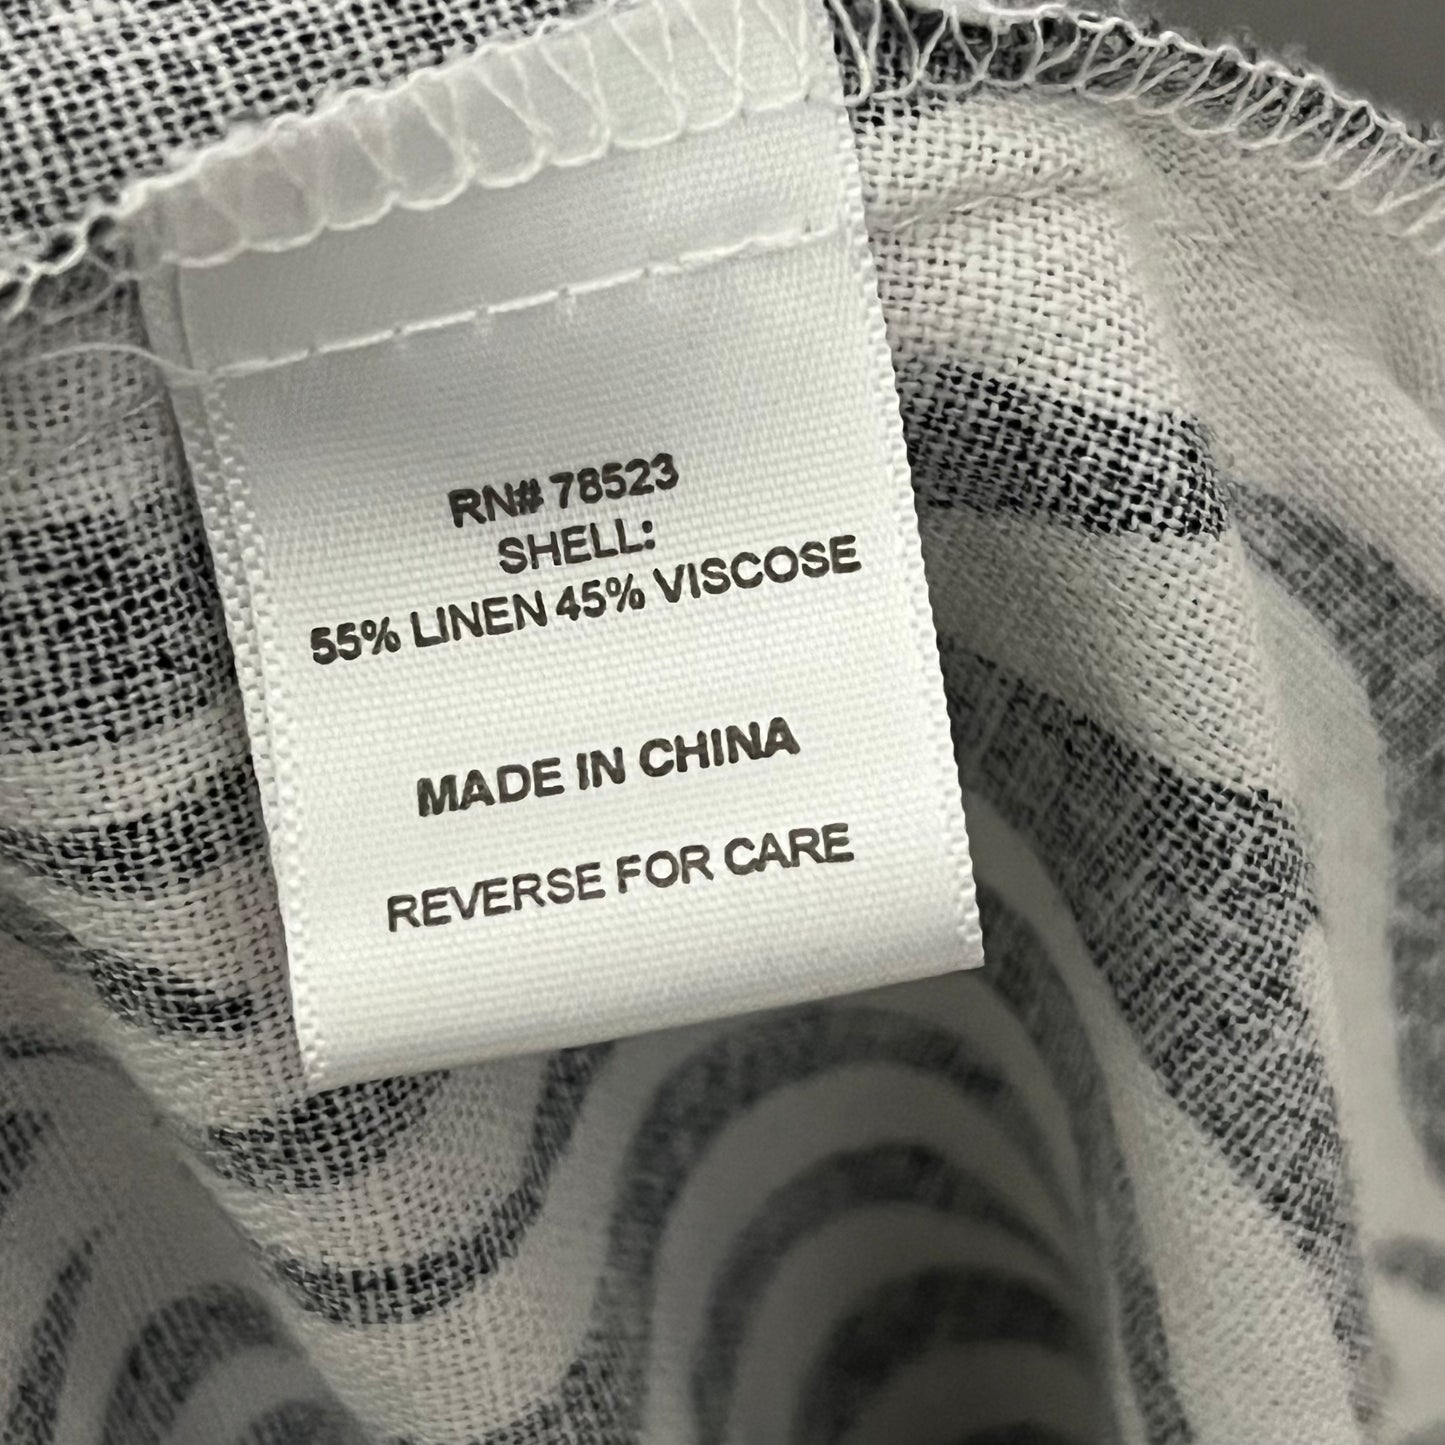 RN# 78523
SHELL:
55% LINEN 45% VISCOSE
MADE IN CHINA
REVERSE FOR CARE